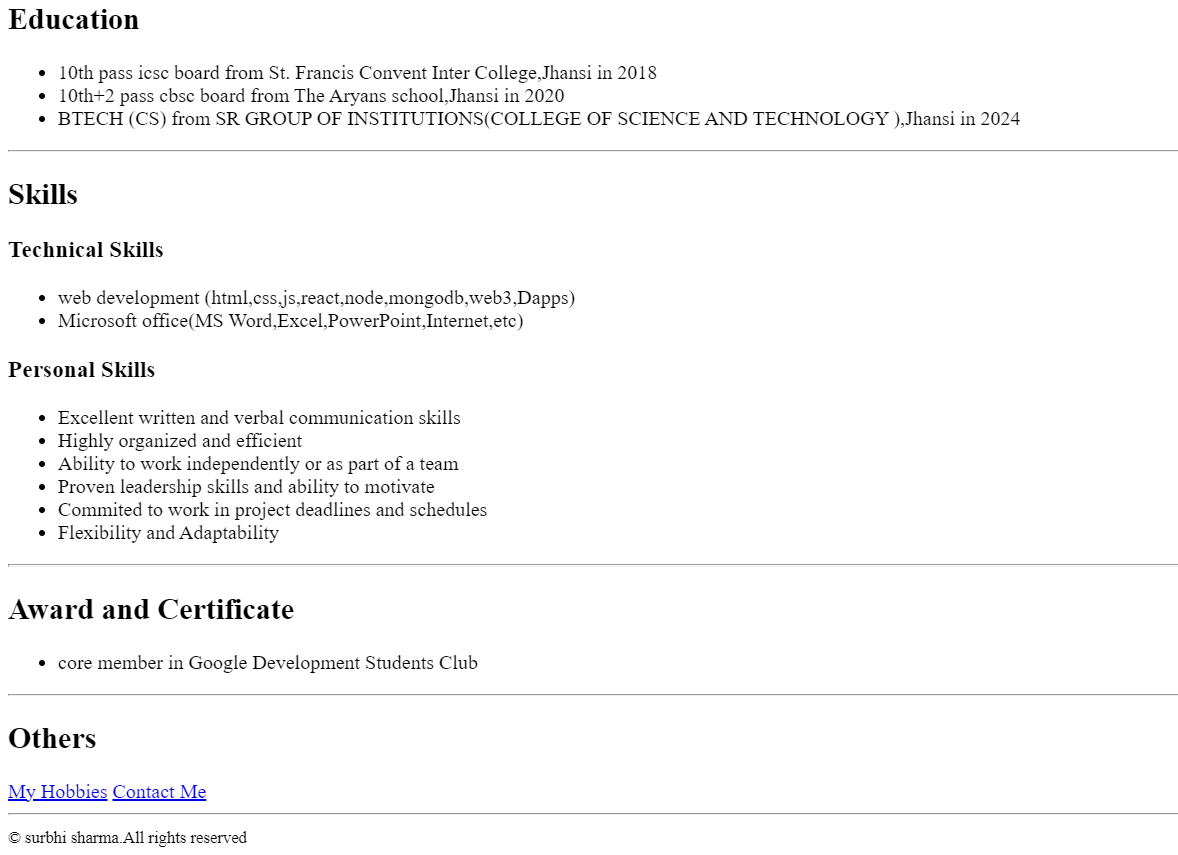 Education
10th pass icsc board from St. Francis Convent Inter College,Jhansi in 2018
10th+2 pass cbsc board from The Aryans school,Jhansi in 2020
BTECH (CS) from SR GROUP OF INSTITUTIONS(COLLEGE OF SCIENCE AND TECHNOLOGY ),Jhansi in 2024
Skills
Technical Skills
web development (html,css,js,react,node,mongodb,web3,Dapps)
Microsoft office(MS Word,Excel,PowerPoint,Internet,etc)
Personal Skills
Excellent written and verbal communication skills
Highly organized and efficient
Ability to work independently or as part of a team
Proven leadership skills and ability to motivate
Commited to work in project deadlines and schedules
Flexibility and Adaptability
Award and Certificate
core member in Google Development Students Club
Others
My Hobbies Contact Me
© surbhi sharma.All rights reserved